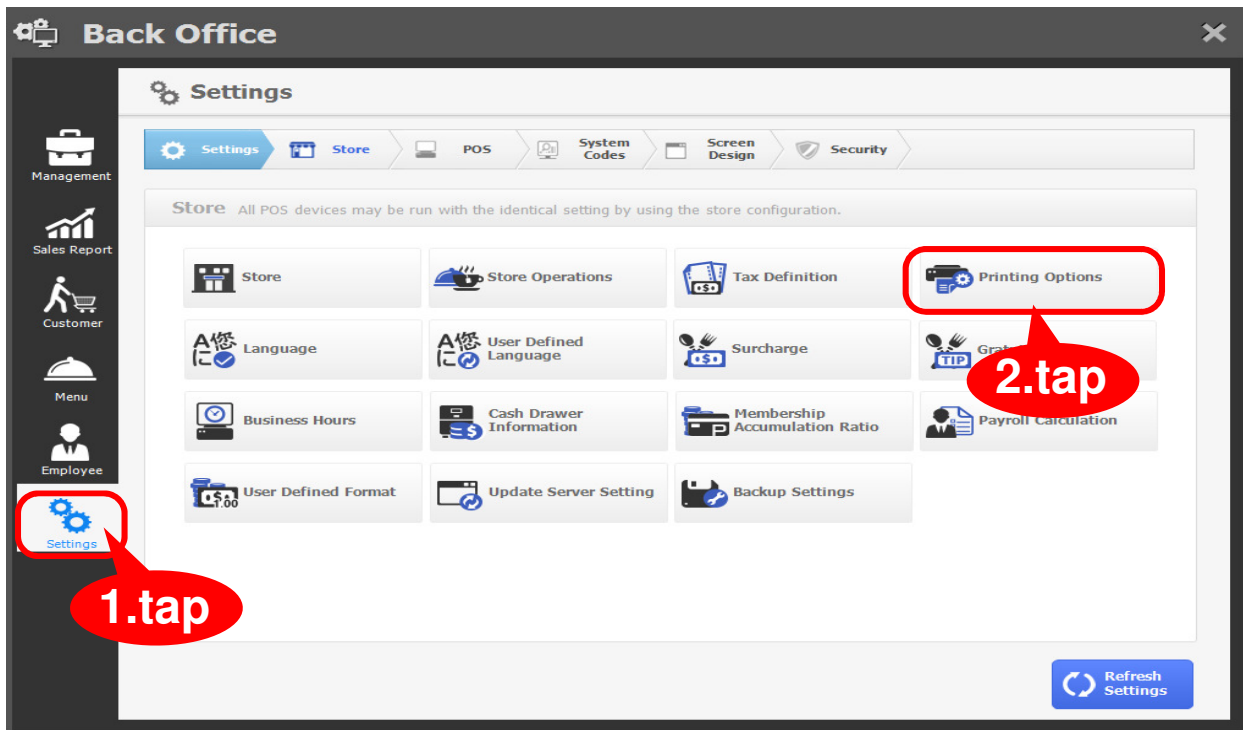 Back Office
Settings
Management
Sales Report
Customer
Menu
Employee
Settings
Settings
Store
POS
System
Codes
Screen
Design
Security
Store All POS devices may be run with the identical setting by using the store configuration.
Store
Store Operations
Tax Definition
Printing Options
Language
User Defined
Language
Surcharge
TIP
Business Hours
Cash Drawer
Information
Membership
Accumulation Ratio
Payroll Calculation
User Defined Format
Update Server Setting
Backup Settings
1.tap
2.tap
Refresh
Settings